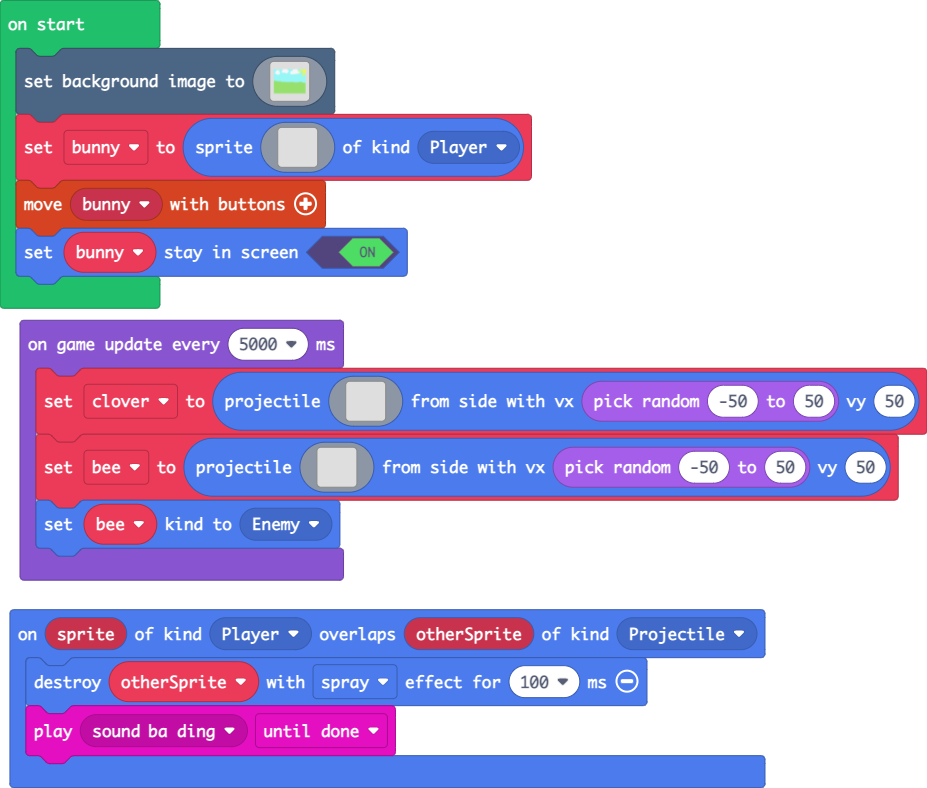 on start
set background image to
set bunny to sprite of kind Player
move bunny with buttons
set bunny stay in screen ON
on game update every 5000 ms
set clover to projectile from side with vx pick random -50 to 50 vy 50
set bee to projectile from side with vx pick random -50 to 50 vy 50
set bee kind to Enemy
on sprite of kind Player overlaps otherSprite of kind Projectile
destroy otherSprite with spray effect for 100 ms
play sound ba ding until done